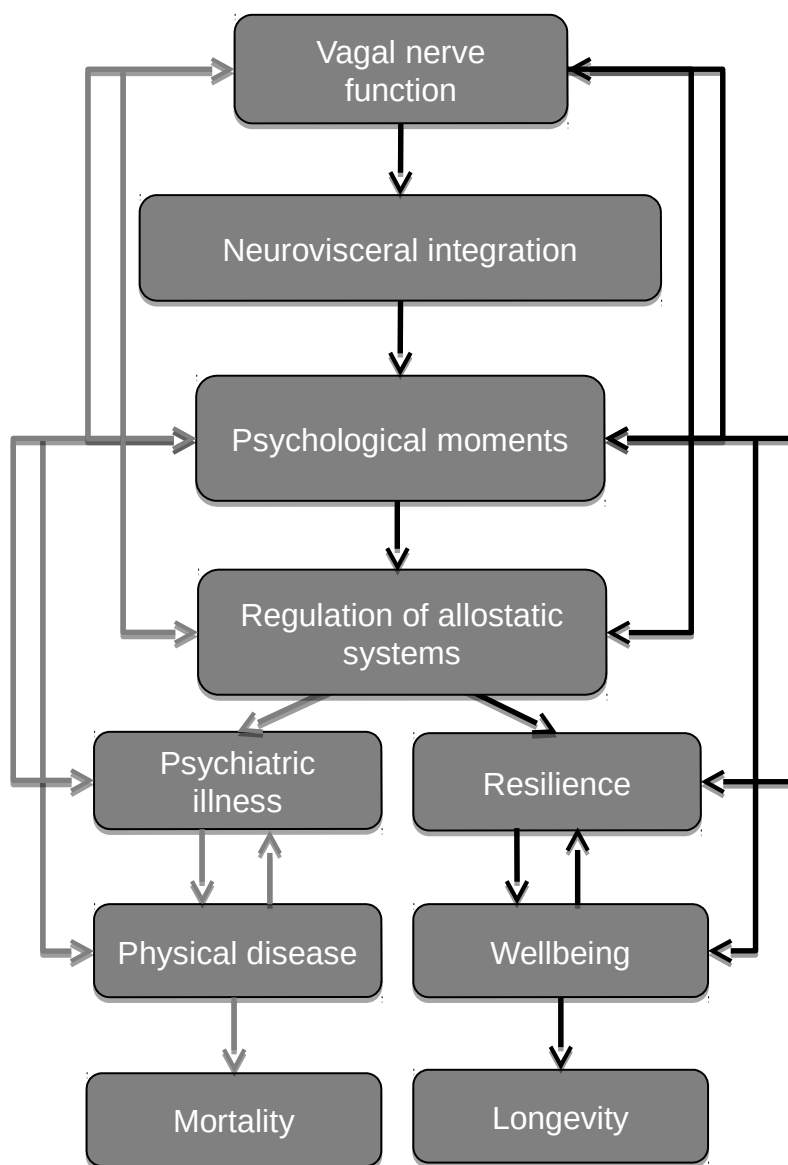 Vagal nerve
function
Neurovisceral integration
Psychological moments
Regulation of allostatic
systems
Psychiatric
illness
Resilience
Physical disease
Wellbeing
Mortality
Longevity